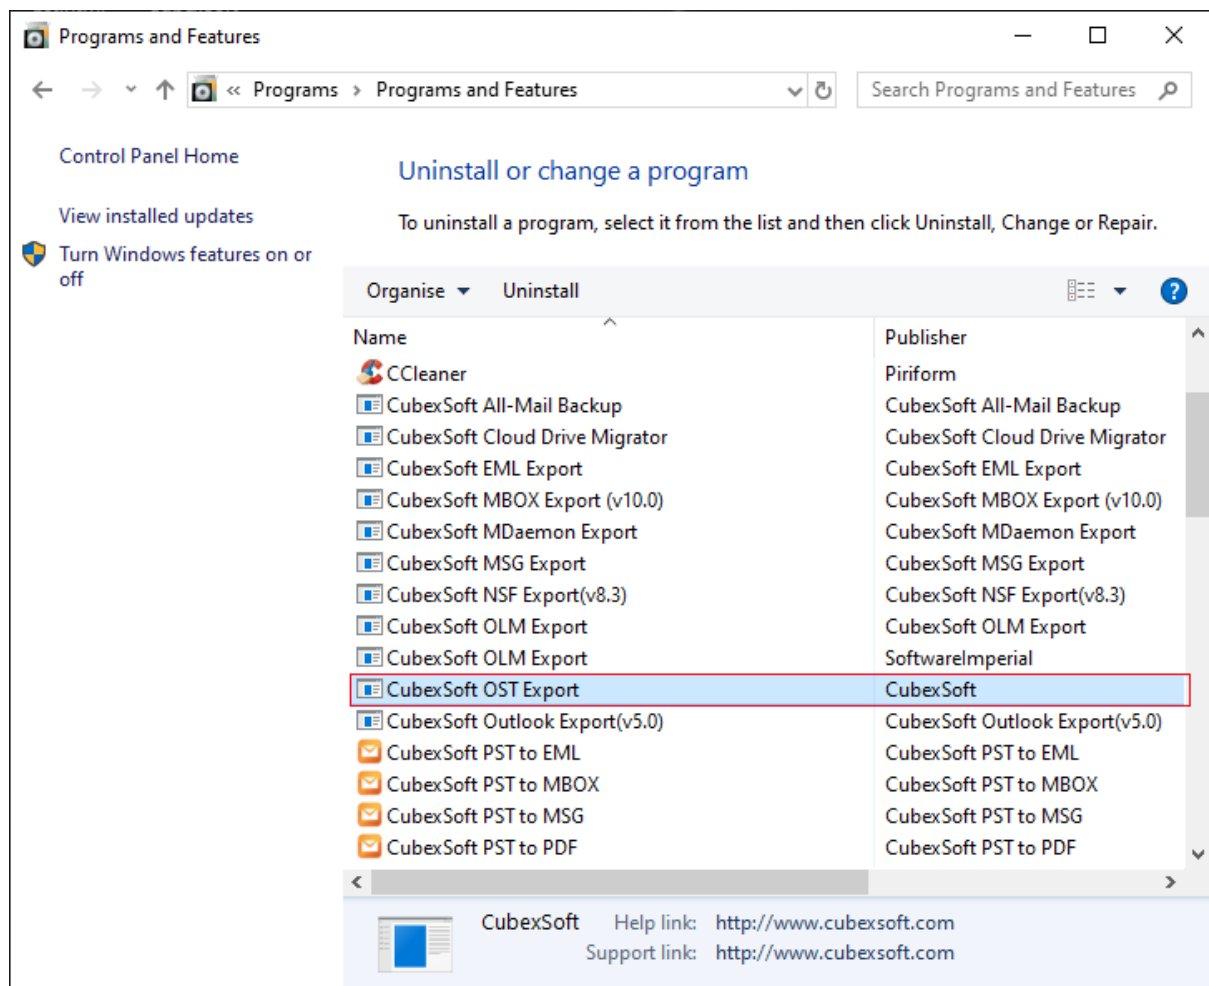 Programs and Features
« Programs > Programs and Features
Search Programs and Features
Control Panel Home
View installed updates
Turn Windows features on or
off
Uninstall or change a program
To uninstall a program, select it from the list and then click Uninstall, Change or Repair.
Organise Uninstall ?
Name Publisher
CCleaner Piriform
CubexSoft All-Mail Backup CubexSoft All-Mail Backup
CubexSoft Cloud Drive Migrator CubexSoft Cloud Drive Migrator
CubexSoft EML Export CubexSoft EML Export
CubexSoft MBOX Export (v10.0) CubexSoft MBOX Export (v10.0)
CubexSoft MDaemon Export CubexSoft MDaemon Export
CubexSoft MSG Export CubexSoft MSG Export
CubexSoft NSF Export(v8.3) CubexSoft NSF Export(v8.3)
CubexSoft OLM Export CubexSoft OLM Export
CubexSoft OLM Export SoftwareImperial
CubexSoft OST Export CubexSoft
CubexSoft Outlook Export(v5.0) CubexSoft Outlook Export(v5.0)
CubexSoft PST to EML CubexSoft PST to EML
CubexSoft PST to MBOX CubexSoft PST to MBOX
CubexSoft PST to MSG CubexSoft PST to MSG
CubexSoft PST to PDF CubexSoft PST to PDF
CubexSoft Help link: http://www.cubexsoft.com
Support link: http://www.cubexsoft.com